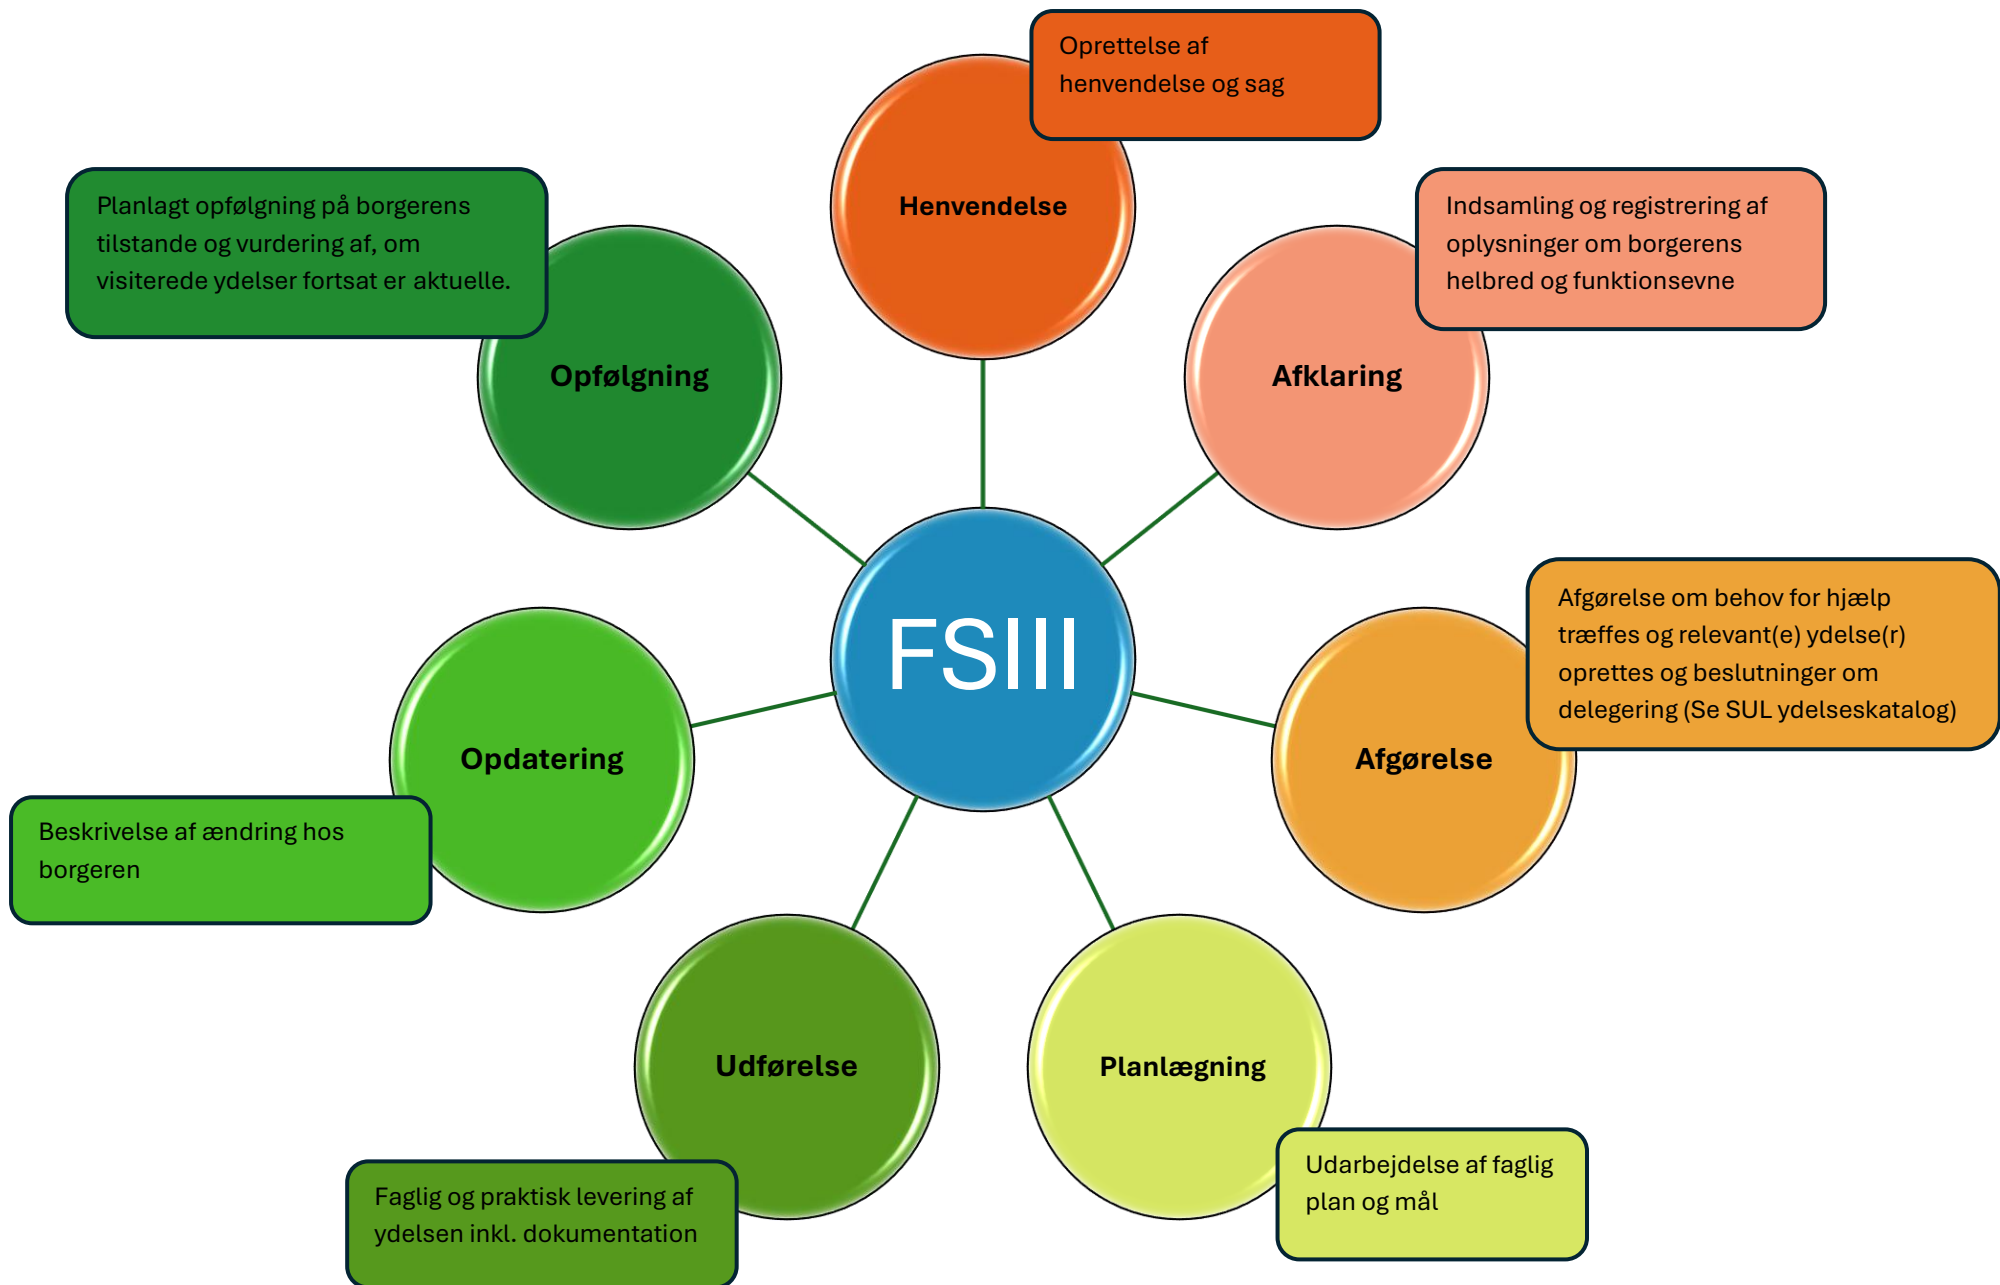 Oprettelse af
henvendelse og sag
Henvendelse
Indsamling og registrering af
oplysninger om borgerens
helbred og funktionsevne
Afklaring
Afgørelse om behov for hjælp
træffes og relevant(e) ydelse(r)
oprettes og beslutninger om
delegering (Se SUL ydelseskatalog)
Afgørelse
Planlægning
Udarbejdelse af faglig
plan og mål
Udførelse
Faglig og praktisk levering af
ydelsen inkl. dokumentation
Opdatering
Beskrivelse af ændring hos
borgeren
Planlagt opfølgning på borgerens
tilstande og vurdering af, om
visiterede ydelser fortsat er aktuelle.
Opfølgning
FSIII